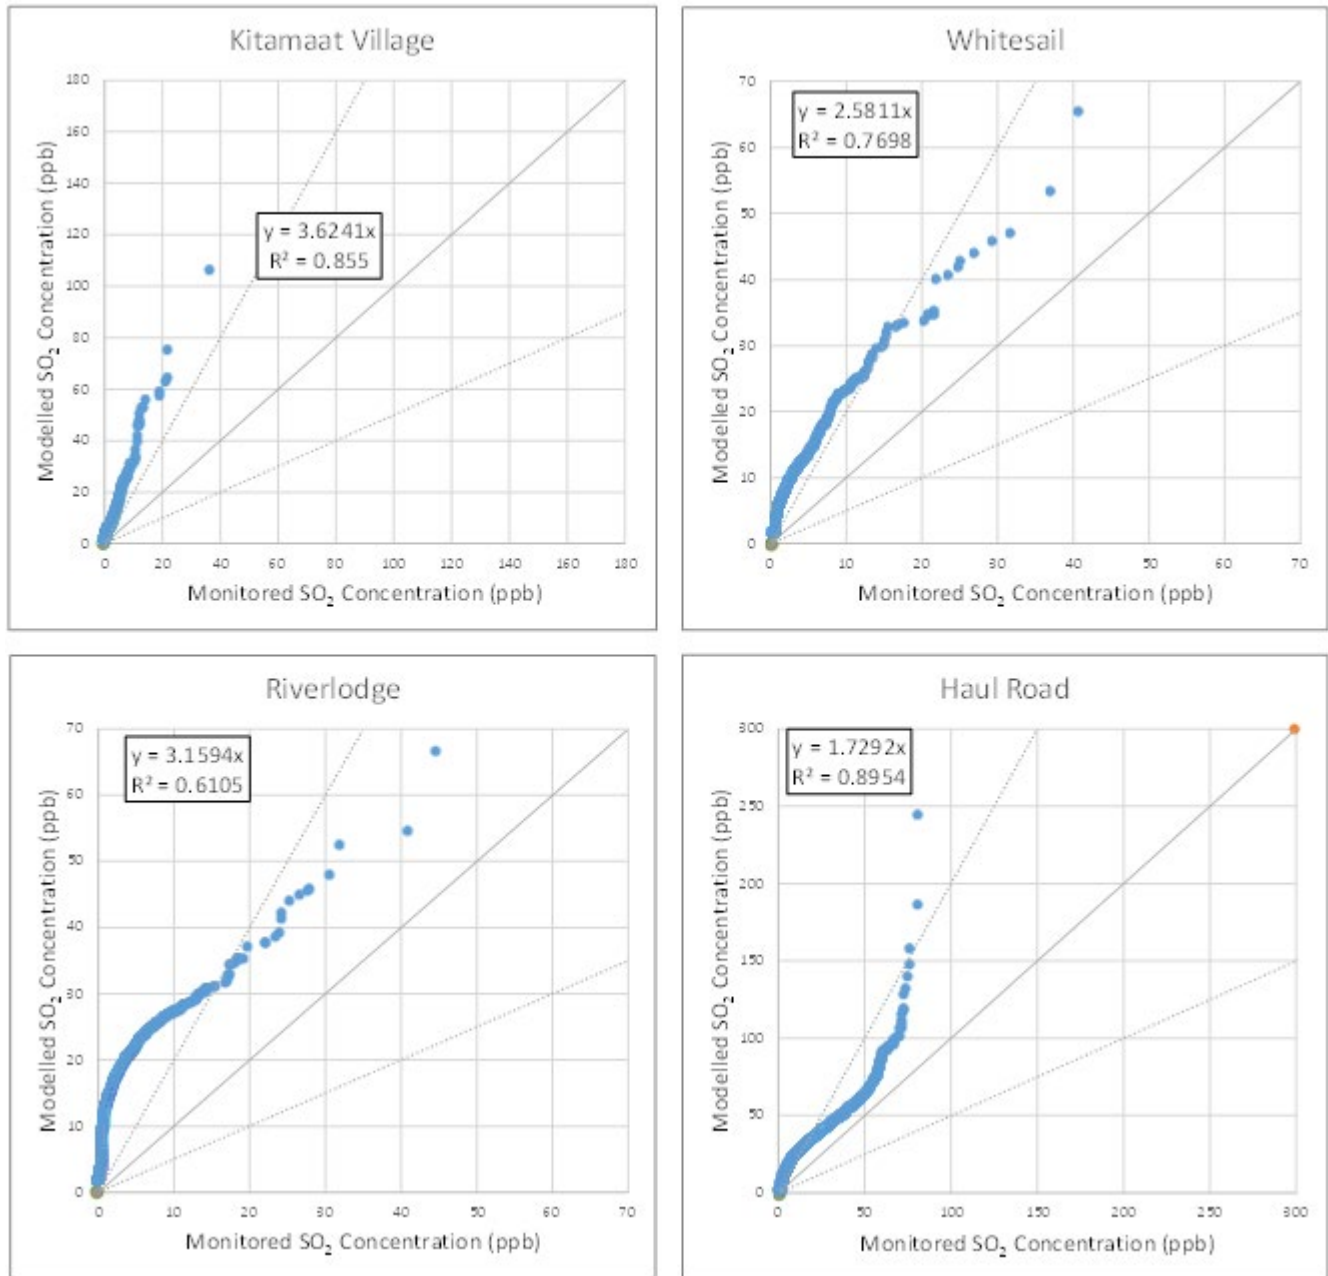 Kitamaat Village
180
160
140
120
100
80
60
40
20
0
Modelled SO₂ Concentration (ppb)
y = 3.6241x
R² = 0.855
0 20 40 60 80 100 120 140 160 180
Monitored SO₂ Concentration (ppb)
Whitesail
70
60
50
40
30
20
10
0
Modelled SO₂ Concentration (ppb)
y = 2.5811x
R² = 0.7698
0 10 20 30 40 50 60 70
Monitored SO₂ Concentration (ppb)
Riverlodge
70
60
50
40
30
20
10
0
Modelled SO₂ Concentration (ppb)
y = 3.1594x
R² = 0.6105
0 10 20 30 40 50 60 70
Monitored SO₂ Concentration (ppb)
Haul Road
300
250
200
150
100
50
0
Modelled SO₂ Concentration (ppb)
y = 1.7292x
R² = 0.8954
0 50 100 150 200 250 300
Monitored SO₂ Concentration (ppb)